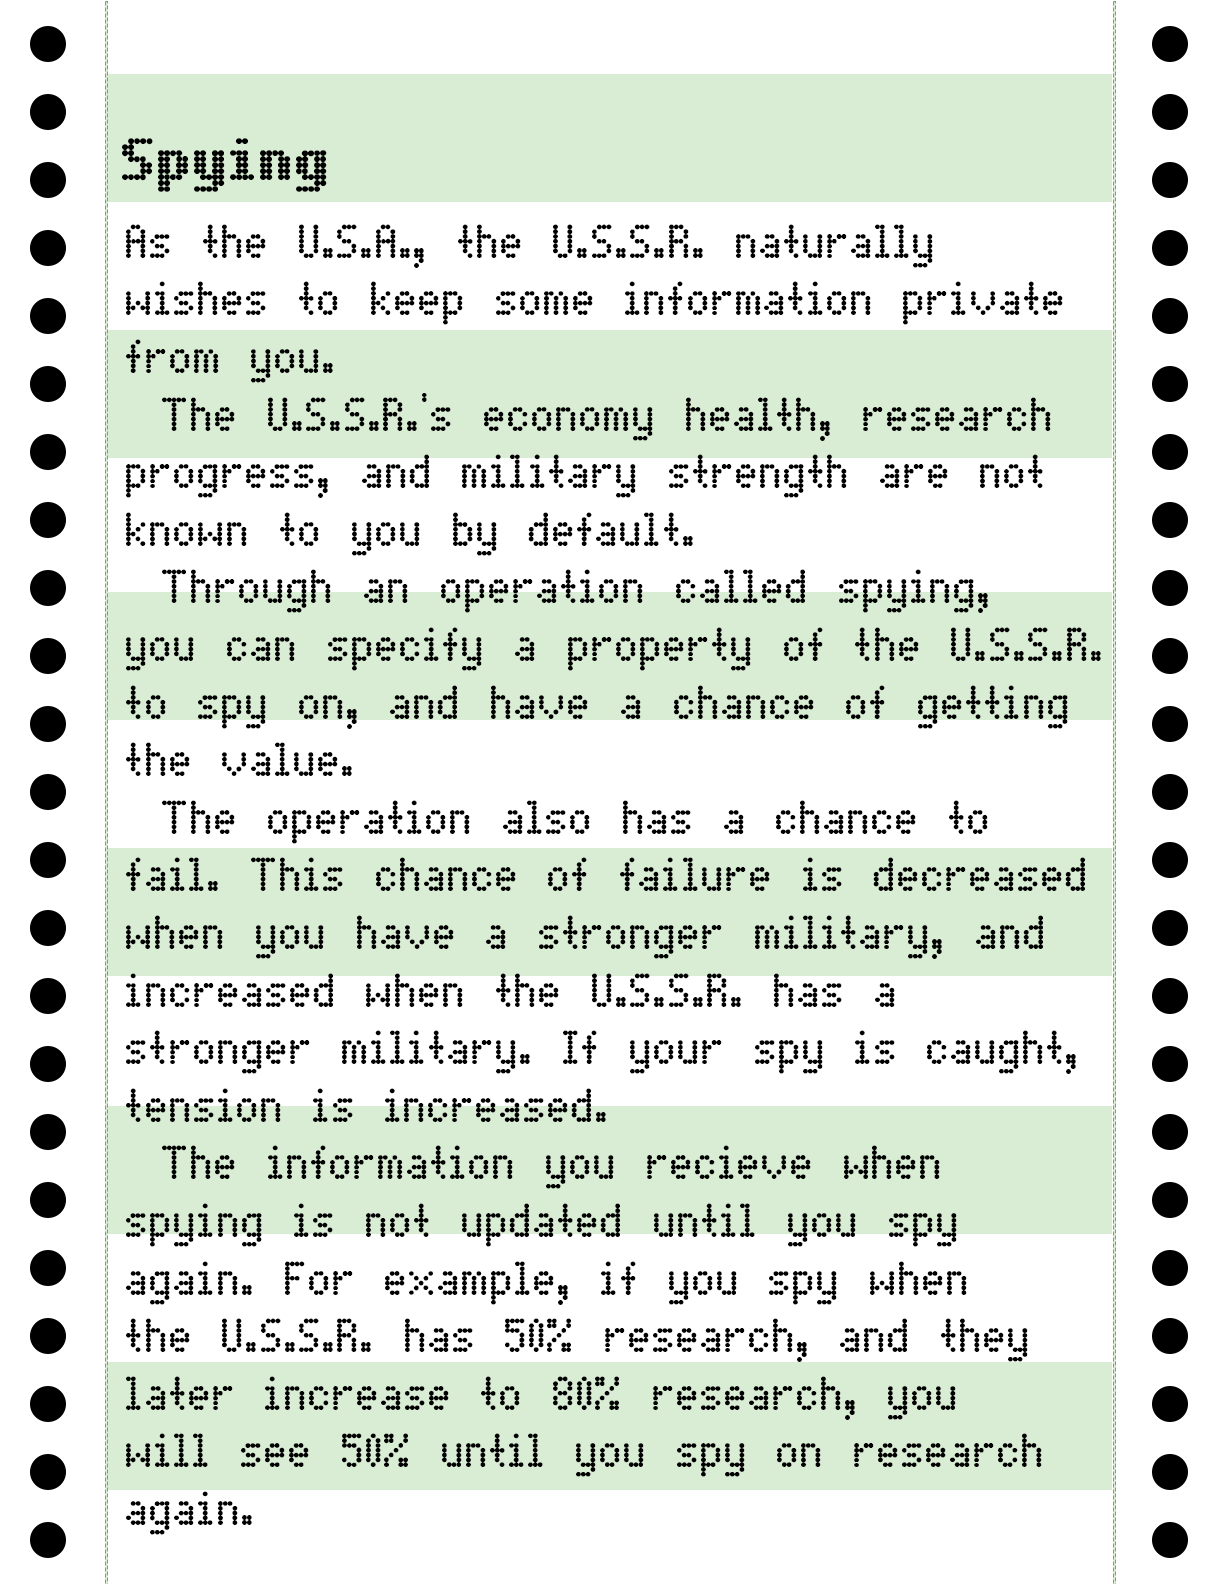 Spying
As the U.S.A., the U.S.S.R. naturally
wishes to keep some information private
from you.
The U.S.S.R.'s economy health, research
progress, and military strength are not
known to you by default.
Through an operation called spying,
you can specify a property of the U.S.S.R.
to spy on, and have a chance of getting
the value.
The operation also has a chance to
fail. This chance of failure is decreased
when you have a stronger military, and
increased when the U.S.S.R. has a
stronger military. If your spy is caught,
tension is increased.
The information you recieve when
spying is not updated until you spy
again. For example, if you spy when
the U.S.S.R. has 50% research, and they
later increase to 80% research, you
will see 50% until you spy on research
again.